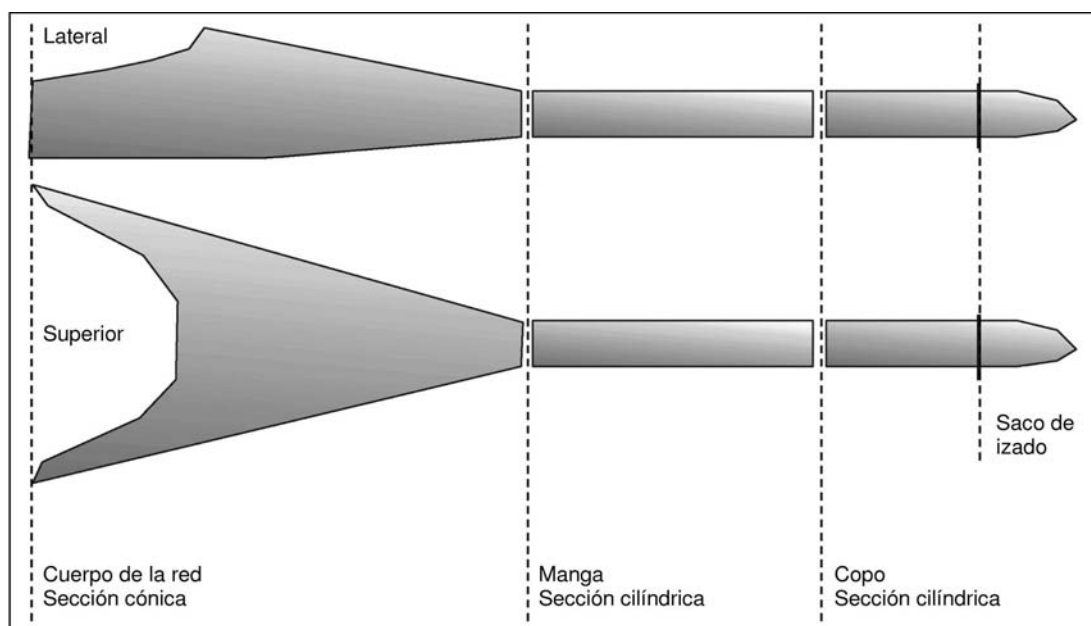 Lateral
Superior
Saco de
izado
Cuerpo de la red
Sección cónica
Manga
Sección cilíndrica
Copo
Sección cilíndrica